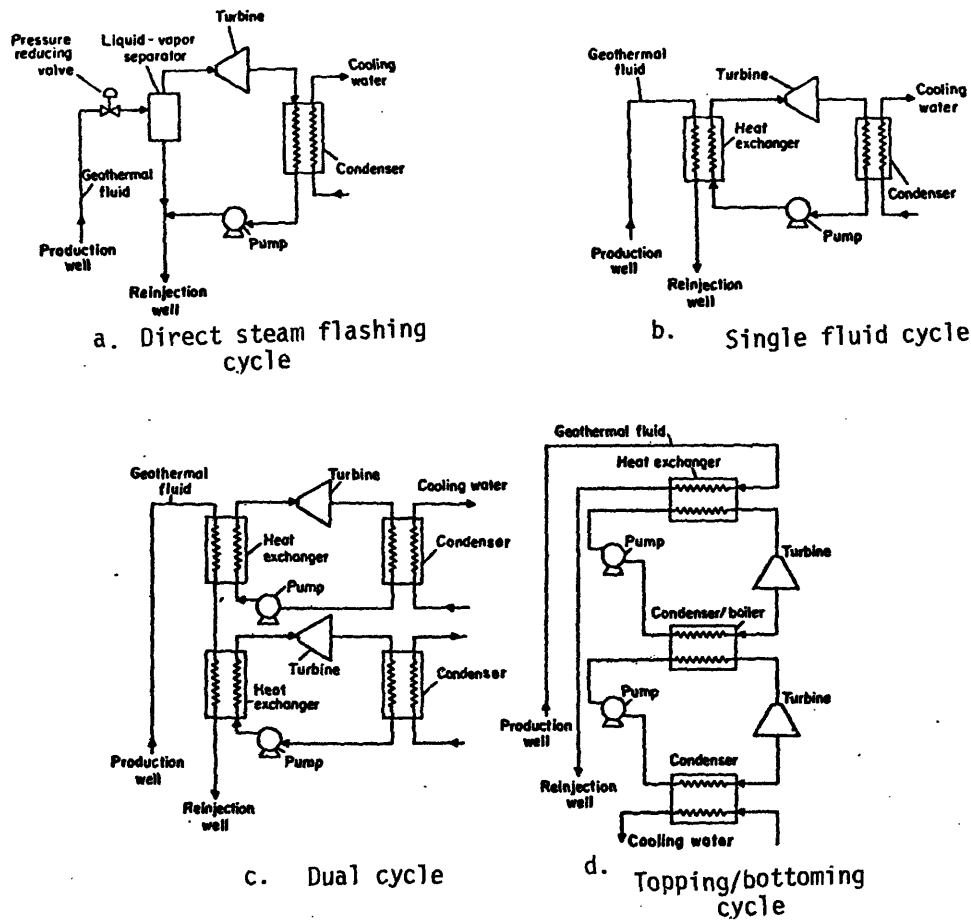 Pressure
reducing
valve
Liquid-vapor
separator
Turbine
Cooling
water
Condenser
Geothermal
fluid
Pump
Production
well
Reinjection
well
a. Direct steam flashing
cycle
Geothermal
fluid
Turbine
Cooling
water
Heat
exchanger
Condenser
Pump
Production
well
Reinjection
well
b. Single fluid cycle
Geothermal
fluid
Turbine
Cooling water
Heat
exchanger
Condenser
Pump
Turbine
Condenser
Heat
exchanger
Pump
Production
well
Reinjection
well
c. Dual cycle
Geothermal fluid
Heat exchanger
Pump
Turbine
Condenser/boiler
Pump
Turbine
Production
well
Condenser
Reinjection
well
Cooling water
d. Topping/bottoming
cycle